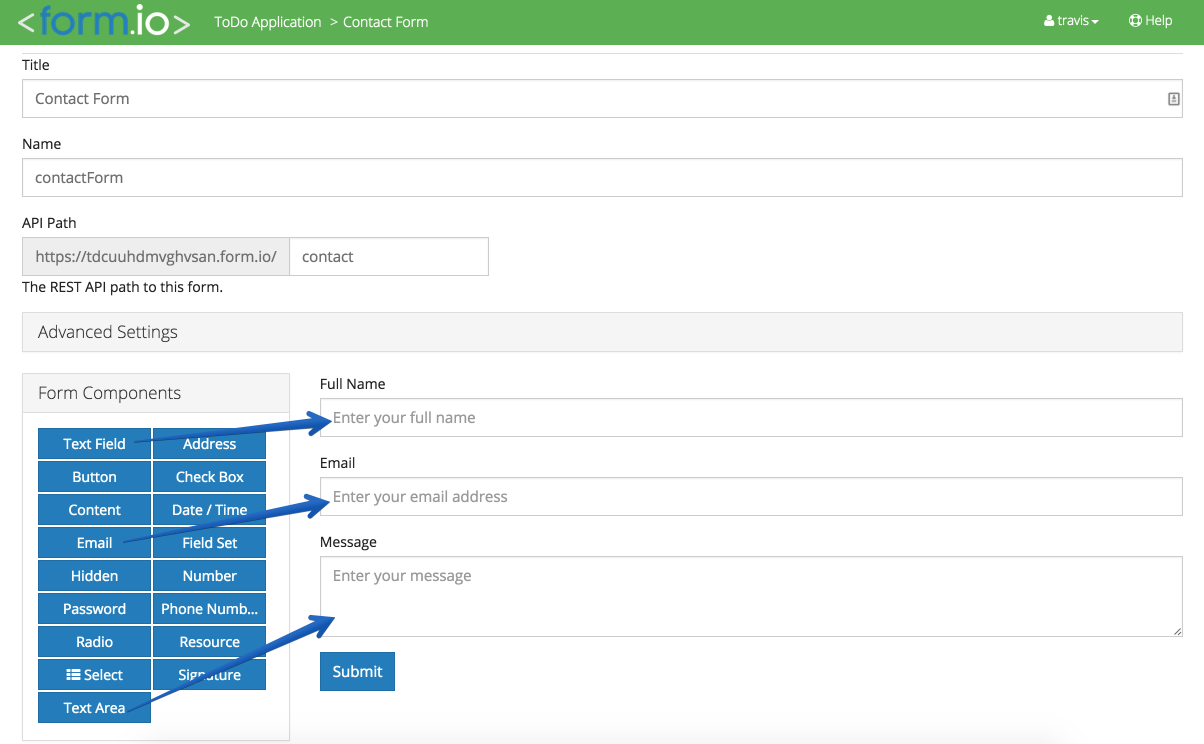 <form.io> ToDo Application > Contact Form travis Help
Title
Contact Form
Name
contactForm
API Path
https://tdcuuhdmvghvsan.form.io/ contact
The REST API path to this form.
Advanced Settings
Form Components
Text Field Address
Button Check Box
Content Date / Time
Email Field Set
Hidden Number
Password Phone Numb...
Radio Resource
Select Signature
Text Area
Full Name
Enter your full name
Email
Enter your email address
Message
Enter your message
Submit